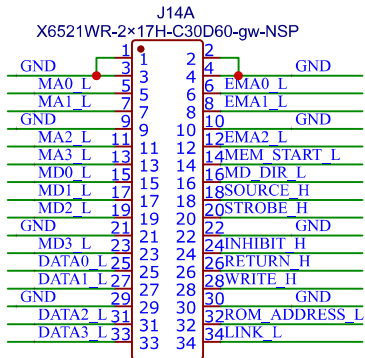 J14A
X6521WR-2×17H-C30D60-gw-NSP
1 1 2 2
GND 3 3 4 4 GND
MA0_L 5 5 6 6 EMA0_L
MA1_L 7 7 8 8 EMA1_L
GND 9 9 10 10 GND
MA2_L 11 11 12 12 EMA2_L
MA3_L 13 13 14 14 MEM_START_L
MD0_L 15 15 16 16 MD_DIR_L
MD1_L 17 17 18 18 SOURCE_H
MD2_L 19 19 20 20 STROBE_H
GND 21 21 22 22 GND
MD3_L 23 23 24 24 INHIBIT_H
DATA0_L 25 25 26 26 RETURN_H
DATA1_L 27 27 28 28 WRITE_H
GND 29 29 30 30 GND
DATA2_L 31 31 32 32 ROM_ADDRESS_L
DATA3_L 33 33 34 34 LINK_L